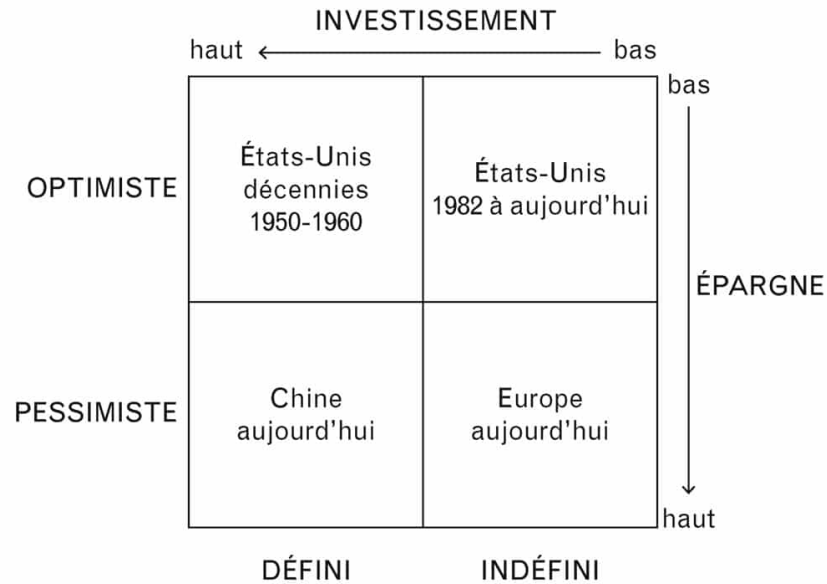 INVESTISSEMENT
haut bas
bas
OPTIMISTE
États-Unis
décennies
1950-1960
États-Unis
1982 à aujourd’hui
ÉPARGNE
PESSIMISTE
Chine
aujourd’hui
Europe
aujourd’hui
haut
DÉFINI INDÉFINI